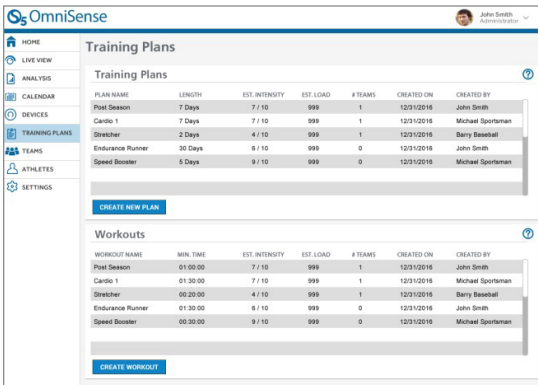 OmniSense
John Smith
Administrator
HOME
LIVE VIEW
ANALYSIS
CALENDAR
DEVICES
TRAINING PLANS
TEAMS
ATHLETES
SETTINGS
Training Plans
Training Plans
?
PLAN NAME LENGTH EST. INTENSITY EST. LOAD # TEAMS CREATED ON CREATED BY
Post Season 7 Days 7 / 10 999 1 12/31/2016 John Smith
Cardio 1 7 Days 7 / 10 999 1 12/31/2016 Michael Sportsman
Stretcher 2 Days 4 / 10 999 1 12/31/2016 Barry Baseball
Endurance Runner 30 Days 6 / 10 999 0 12/31/2016 John Smith
Speed Booster 5 Days 9 / 10 999 0 12/31/2016 Michael Sportsman
CREATE NEW PLAN
Workouts
?
WORKOUT NAME MIN. TIME EST. INTENSITY EST. LOAD # TEAMS CREATED ON CREATED BY
Post Season 01:00:00 7 / 10 999 1 12/31/2016 John Smith
Cardio 1 01:30:00 7 / 10 999 1 12/31/2016 Michael Sportsman
Stretcher 00:20:00 4 / 10 999 1 12/31/2016 Barry Baseball
Endurance Runner 01:30:00 6 / 10 999 0 12/31/2016 John Smith
Speed Booster 00:30:00 9 / 10 999 0 12/31/2016 Michael Sportsman
CREATE WORKOUT